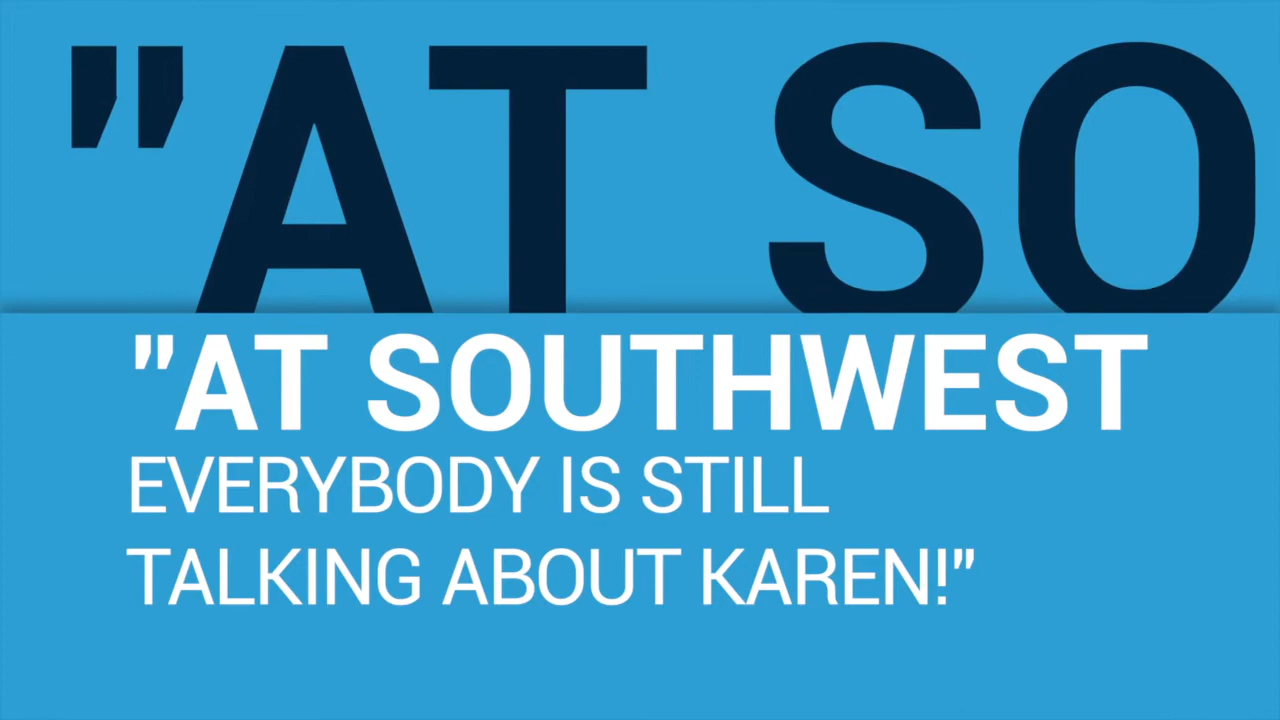 "AT SO
"AT SOUTHWEST
EVERYBODY IS STILL
TALKING ABOUT KAREN!”